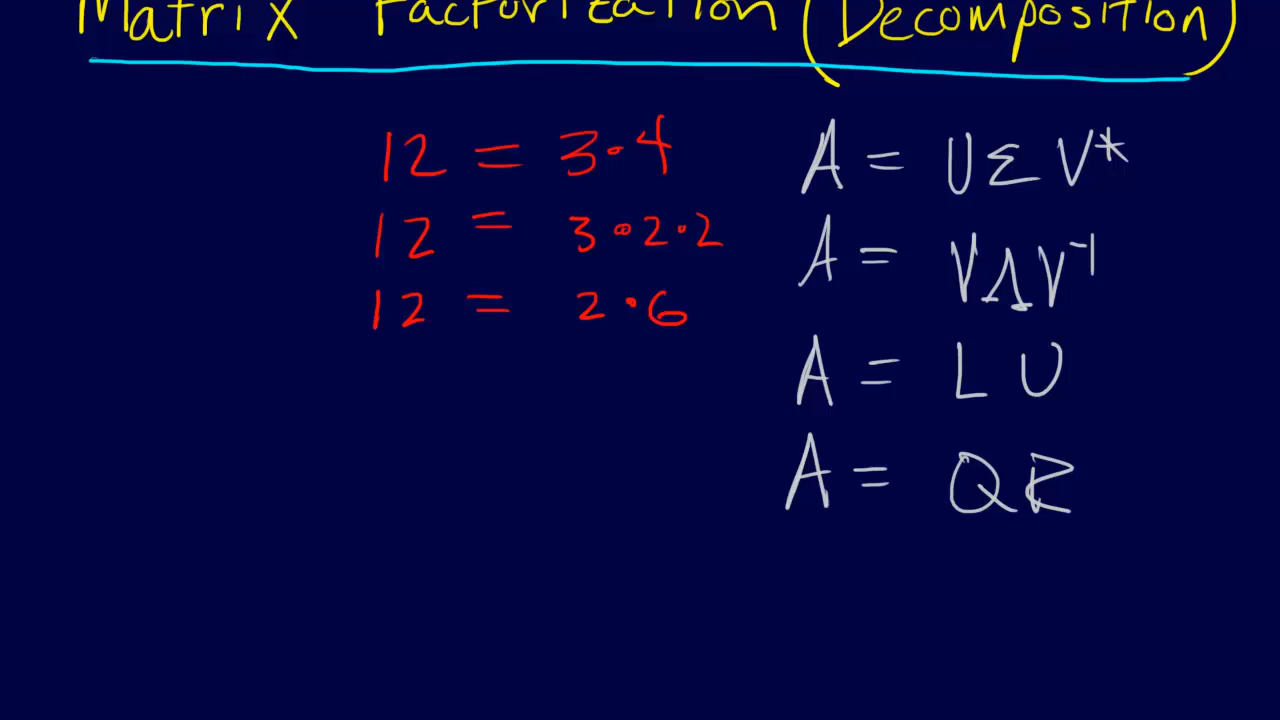 Matrix Factorization (Decomposition)
12 = 3·4
12 = 3·2·2
12 = 2·6
A = UΣV*
A = VΛV⁻¹
A = LU
A = QR